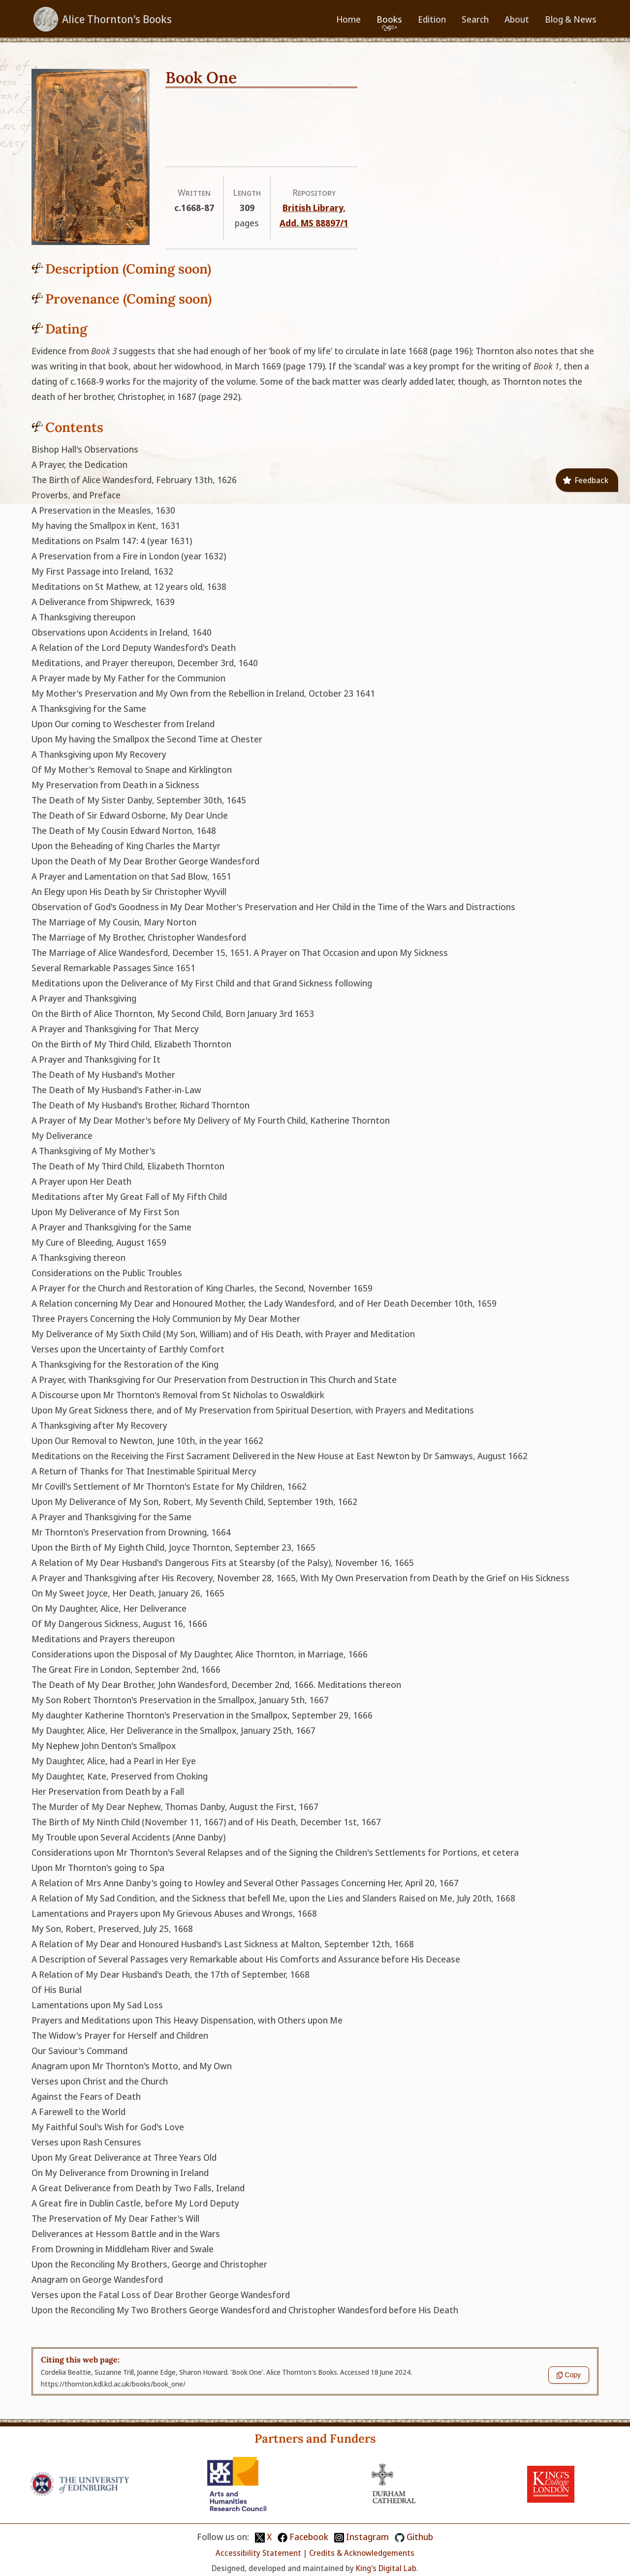 Alice Thornton's Books
Home
Books
Edition
Search
About
Blog & News
Book One
Written
c.1668-87
Length
309
pages
Repository
British Library,
Add. MS 88897/1
Description (Coming soon)
Provenance (Coming soon)
Dating
Evidence from Book 3 suggests that she had enough of her 'book of my life' to circulate in late 1668 (page 196); Thornton also notes that she
was writing in that book, about her widowhood, in March 1669 (page 179). If the 'scandal' was a key prompt for the writing of Book 1, then a
dating of c.1668-9 works for the majority of the volume. Some of the back matter was clearly added later, though, as Thornton notes the
death of her brother, Christopher, in 1687 (page 292).
Contents
Bishop Hall's Observations
A Prayer, the Dedication
The Birth of Alice Wandesford, February 13th, 1626
Feedback
Proverbs, and Preface
A Preservation in the Measles, 1630
My having the Smallpox in Kent, 1631
Meditations on Psalm 147: 4 (year 1631)
A Preservation from a Fire in London (year 1632)
My First Passage into Ireland, 1632
Meditations on St Mathew, at 12 years old, 1638
A Deliverance from Shipwreck, 1639
A Thanksgiving thereupon
Observations upon Accidents in Ireland, 1640
A Relation of the Lord Deputy Wandesford's Death
Meditations, and Prayer thereupon, December 3rd, 1640
A Prayer made by My Father for the Communion
My Mother's Preservation and My Own from the Rebellion in Ireland, October 23 1641
A Thanksgiving for the Same
Upon Our coming to Weschester from Ireland
Upon My having the Smallpox the Second Time at Chester
A Thanksgiving upon My Recovery
Of My Mother's Removal to Snape and Kirklington
My Preservation from Death in a Sickness
The Death of My Sister Danby, September 30th, 1645
The Death of Sir Edward Osborne, My Dear Uncle
The Death of My Cousin Edward Norton, 1648
Upon the Beheading of King Charles the Martyr
Upon the Death of My Dear Brother George Wandesford
A Prayer and Lamentation on that Sad Blow, 1651
An Elegy upon His Death by Sir Christopher Wyvill
Observation of God's Goodness in My Dear Mother's Preservation and Her Child in the Time of the Wars and Distractions
The Marriage of My Cousin, Mary Norton
The Marriage of My Brother, Christopher Wandesford
The Marriage of Alice Wandesford, December 15, 1651. A Prayer on That Occasion and upon My Sickness
Several Remarkable Passages Since 1651
Meditations upon the Deliverance of My First Child and that Grand Sickness following
A Prayer and Thanksgiving
On the Birth of Alice Thornton, My Second Child, Born January 3rd 1653
A Prayer and Thanksgiving for That Mercy
On the Birth of My Third Child, Elizabeth Thornton
A Prayer and Thanksgiving for It
The Death of My Husband's Mother
The Death of My Husband's Father-in-Law
The Death of My Husband's Brother, Richard Thornton
A Prayer of My Dear Mother's before My Delivery of My Fourth Child, Katherine Thornton
My Deliverance
A Thanksgiving of My Mother's
The Death of My Third Child, Elizabeth Thornton
A Prayer upon Her Death
Meditations after My Great Fall of My Fifth Child
Upon My Deliverance of My First Son
A Prayer and Thanksgiving for the Same
My Cure of Bleeding, August 1659
A Thanksgiving thereon
Considerations on the Public Troubles
A Prayer for the Church and Restoration of King Charles, the Second, November 1659
A Relation concerning My Dear and Honoured Mother, the Lady Wandesford, and of Her Death December 10th, 1659
Three Prayers Concerning the Holy Communion by My Dear Mother
My Deliverance of My Sixth Child (My Son, William) and of His Death, with Prayer and Meditation
Verses upon the Uncertainty of Earthly Comfort
A Thanksgiving for the Restoration of the King
A Prayer, with Thanksgiving for Our Preservation from Destruction in This Church and State
A Discourse upon Mr Thornton's Removal from St Nicholas to Oswaldkirk
Upon My Great Sickness there, and of My Preservation from Spiritual Desertion, with Prayers and Meditations
A Thanksgiving after My Recovery
Upon Our Removal to Newton, June 10th, in the year 1662
Meditations on the Receiving the First Sacrament Delivered in the New House at East Newton by Dr Samways, August 1662
A Return of Thanks for That Inestimable Spiritual Mercy
Mr Covill's Settlement of Mr Thornton's Estate for My Children, 1662
Upon My Deliverance of My Son, Robert, My Seventh Child, September 19th, 1662
A Prayer and Thanksgiving for the Same
Mr Thornton's Preservation from Drowning, 1664
Upon the Birth of My Eighth Child, Joyce Thornton, September 23, 1665
A Relation of My Dear Husband's Dangerous Fits at Stearsby (of the Palsy), November 16, 1665
A Prayer and Thanksgiving after His Recovery, November 28, 1665, With My Own Preservation from Death by the Grief on His Sickness
On My Sweet Joyce, Her Death, January 26, 1665
On My Daughter, Alice, Her Deliverance
Of My Dangerous Sickness, August 16, 1666
Meditations and Prayers thereupon
Considerations upon the Disposal of My Daughter, Alice Thornton, in Marriage, 1666
The Great Fire in London, September 2nd, 1666
The Death of My Dear Brother, John Wandesford, December 2nd, 1666. Meditations thereon
My Son Robert Thornton's Preservation in the Smallpox, January 5th, 1667
My daughter Katherine Thornton's Preservation in the Smallpox, September 29, 1666
My Daughter, Alice, Her Deliverance in the Smallpox, January 25th, 1667
My Nephew John Denton's Smallpox
My Daughter, Alice, had a Pearl in Her Eye
My Daughter, Kate, Preserved from Choking
Her Preservation from Death by a Fall
The Murder of My Dear Nephew, Thomas Danby, August the First, 1667
The Birth of My Ninth Child (November 11, 1667) and of His Death, December 1st, 1667
My Trouble upon Several Accidents (Anne Danby)
Considerations upon Mr Thornton's Several Relapses and of the Signing the Children's Settlements for Portions, et cetera
Upon Mr Thornton's going to Spa
A Relation of Mrs Anne Danby's going to Howley and Several Other Passages Concerning Her, April 20, 1667
A Relation of My Sad Condition, and the Sickness that befell Me, upon the Lies and Slanders Raised on Me, July 20th, 1668
Lamentations and Prayers upon My Grievous Abuses and Wrongs, 1668
My Son, Robert, Preserved, July 25, 1668
A Relation of My Dear and Honoured Husband's Last Sickness at Malton, September 12th, 1668
A Description of Several Passages very Remarkable about His Comforts and Assurance before His Decease
A Relation of My Dear Husband's Death, the 17th of September, 1668
Of His Burial
Lamentations upon My Sad Loss
Prayers and Meditations upon This Heavy Dispensation, with Others upon Me
The Widow's Prayer for Herself and Children
Our Saviour's Command
Anagram upon Mr Thornton's Motto, and My Own
Verses upon Christ and the Church
Against the Fears of Death
A Farewell to the World
My Faithful Soul's Wish for God's Love
Verses upon Rash Censures
Upon My Great Deliverance at Three Years Old
On My Deliverance from Drowning in Ireland
A Great Deliverance from Death by Two Falls, Ireland
A Great fire in Dublin Castle, before My Lord Deputy
The Preservation of My Dear Father's Will
Deliverances at Hessom Battle and in the Wars
From Drowning in Middleham River and Swale
Upon the Reconciling My Brothers, George and Christopher
Anagram on George Wandesford
Verses upon the Fatal Loss of Dear Brother George Wandesford
Upon the Reconciling My Two Brothers George Wandesford and Christopher Wandesford before His Death
Citing this web page:
Cordelia Beattie, Suzanne Trill, Joanne Edge, Sharon Howard. 'Book One'. Alice Thornton's Books. Accessed 18 June 2024.
https://thornton.kdl.kcl.ac.uk/books/book_one/
Copy
Partners and Funders
THE UNIVERSITY
of EDINBURGH
UKRI
Arts and
Humanities
Research Council
DURHAM
CATHEDRAL
KING'S
College
LONDON
Follow us on: X Facebook Instagram Github
Accessibility Statement | Credits & Acknowledgements
Designed, developed and maintained by King's Digital Lab.